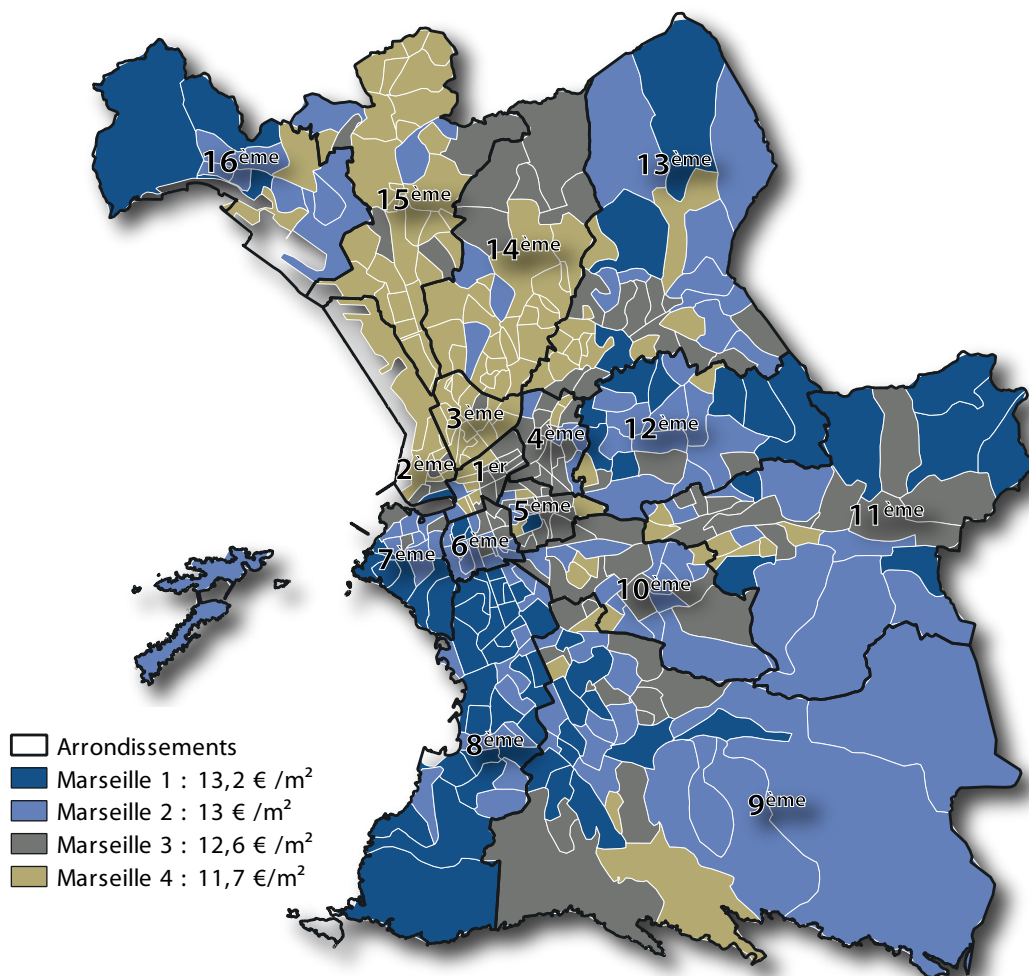 16ème
13ème
15ème
14ème
3ème
4ème
12ème
2ème
1er
5ème
11ème
7ème
6ème
10ème
8ème
9ème
Arrondissements
Marseille 1 : 13,2 € /m²
Marseille 2 : 13 € /m²
Marseille 3 : 12,6 € /m²
Marseille 4 : 11,7 €/m²